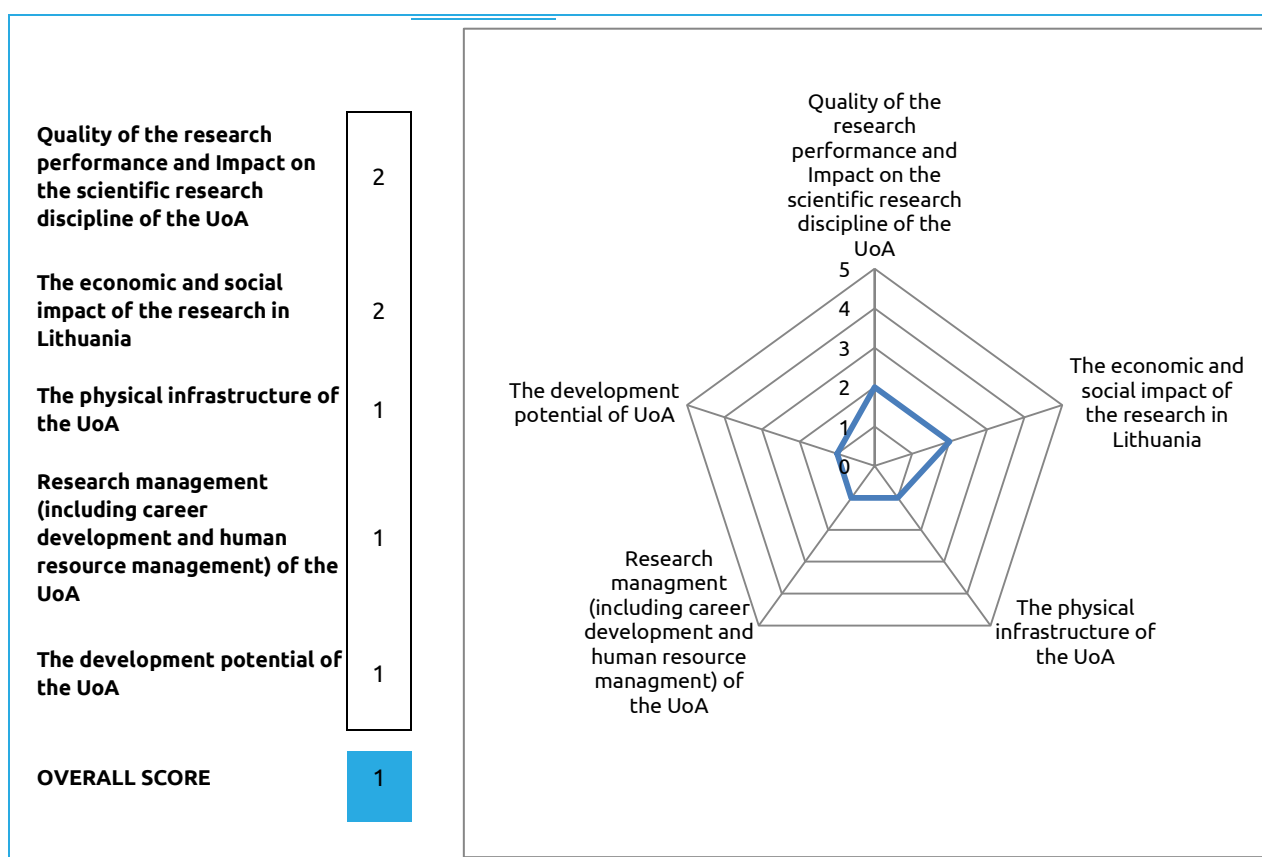 Quality of the research
performance and Impact on
the scientific research
discipline of the UoA
2
The economic and social
impact of the research in
Lithuania
2
The physical infrastructure of
the UoA
1
Research management
(including career
development and human
resource management) of the
UoA
1
The development potential of
the UoA
1
OVERALL SCORE
1
Quality of the
research
performance and
Impact on the
scientific research
discipline of the
UoA
5
4
3
2
1
0
The economic and
social impact of
the research in
Lithuania
The physical
infrastructure of
the UoA
Research
managment
(including career
development and
human resource
managment) of
the UoA
The development
potential of UoA